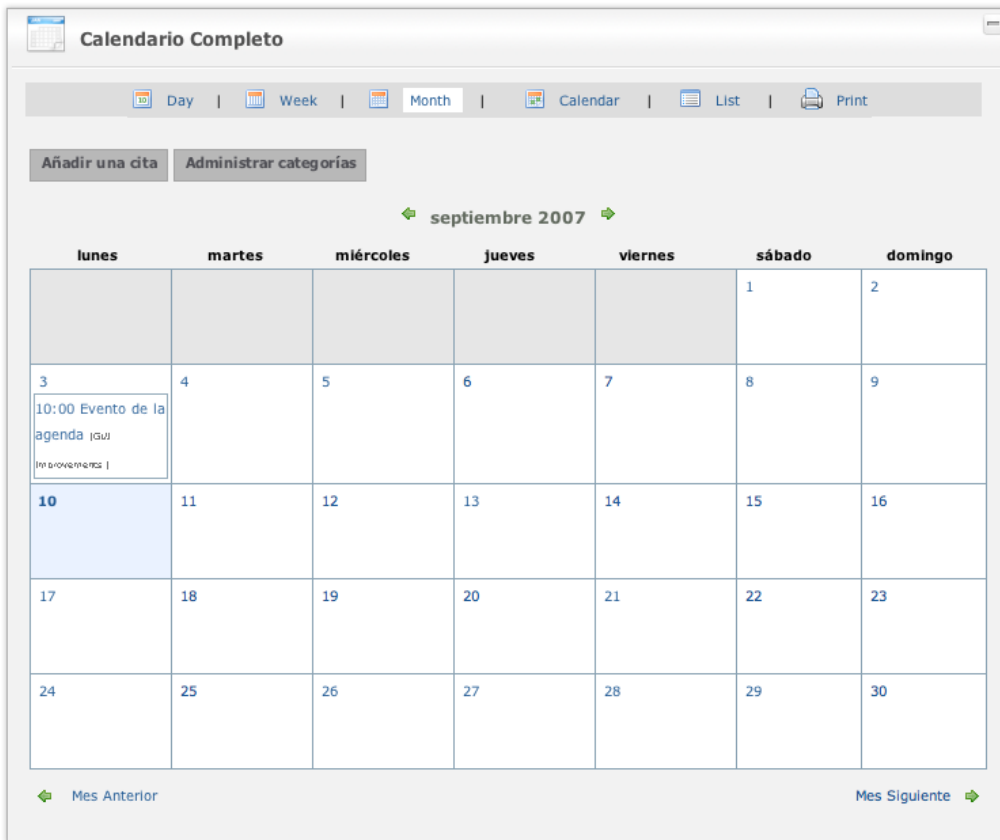 Calendario Completo
Day | Week | Month | Calendar | List | Print
Añadir una cita Administrar categorías
septiembre 2007
lunes martes miércoles jueves viernes sábado domingo
1 2
3 4 5 6 7 8 9
10:00 Evento de la
agenda |GUI
Improvements |
10 11 12 13 14 15 16
17 18 19 20 21 22 23
24 25 26 27 28 29 30
Mes Anterior Mes Siguiente